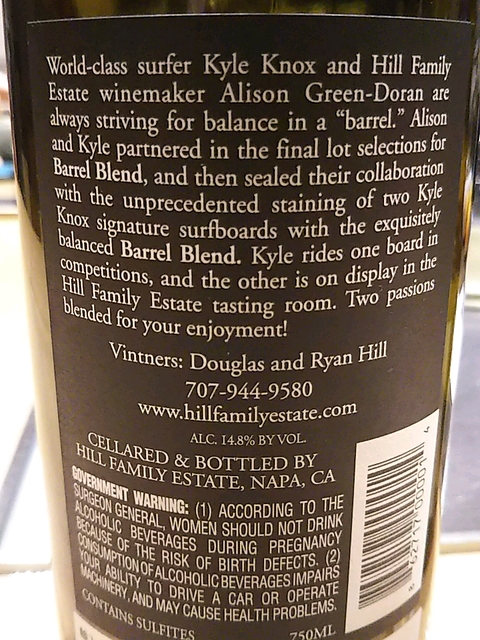 World-class surfer Kyle Knox and Hill Family
Estate winemaker Alison Green-Doran are
always striving for balance in a “barrel.” Alison
and Kyle partnered in the final lot selections for
Barrel Blend, and then sealed their collaboration
with the unprecedented staining of two Kyle
Knox signature surfboards with the exquisitely
balanced Barrel Blend. Kyle rides one board in
competitions, and the other is on display in the
Hill Family Estate tasting room. Two passions
blended for your enjoyment!
Vintners: Douglas and Ryan Hill
707-944-9580
www.hillfamilyestate.com
ALC. 14.8% BY VOL.
CELLARED & BOTTLED BY
HILL FAMILY ESTATE, NAPA, CA
GOVERNMENT WARNING: (1) ACCORDING TO THE
SURGEON GENERAL, WOMEN SHOULD NOT DRINK
ALCOHOLIC BEVERAGES DURING PREGNANCY
BECAUSE OF THE RISK OF BIRTH DEFECTS. (2)
CONSUMPTION OF ALCOHOLIC BEVERAGES IMPAIRS
YOUR ABILITY TO DRIVE A CAR OR OPERATE
MACHINERY, AND MAY CAUSE HEALTH PROBLEMS.
CONTAINS SULFITES
750ML